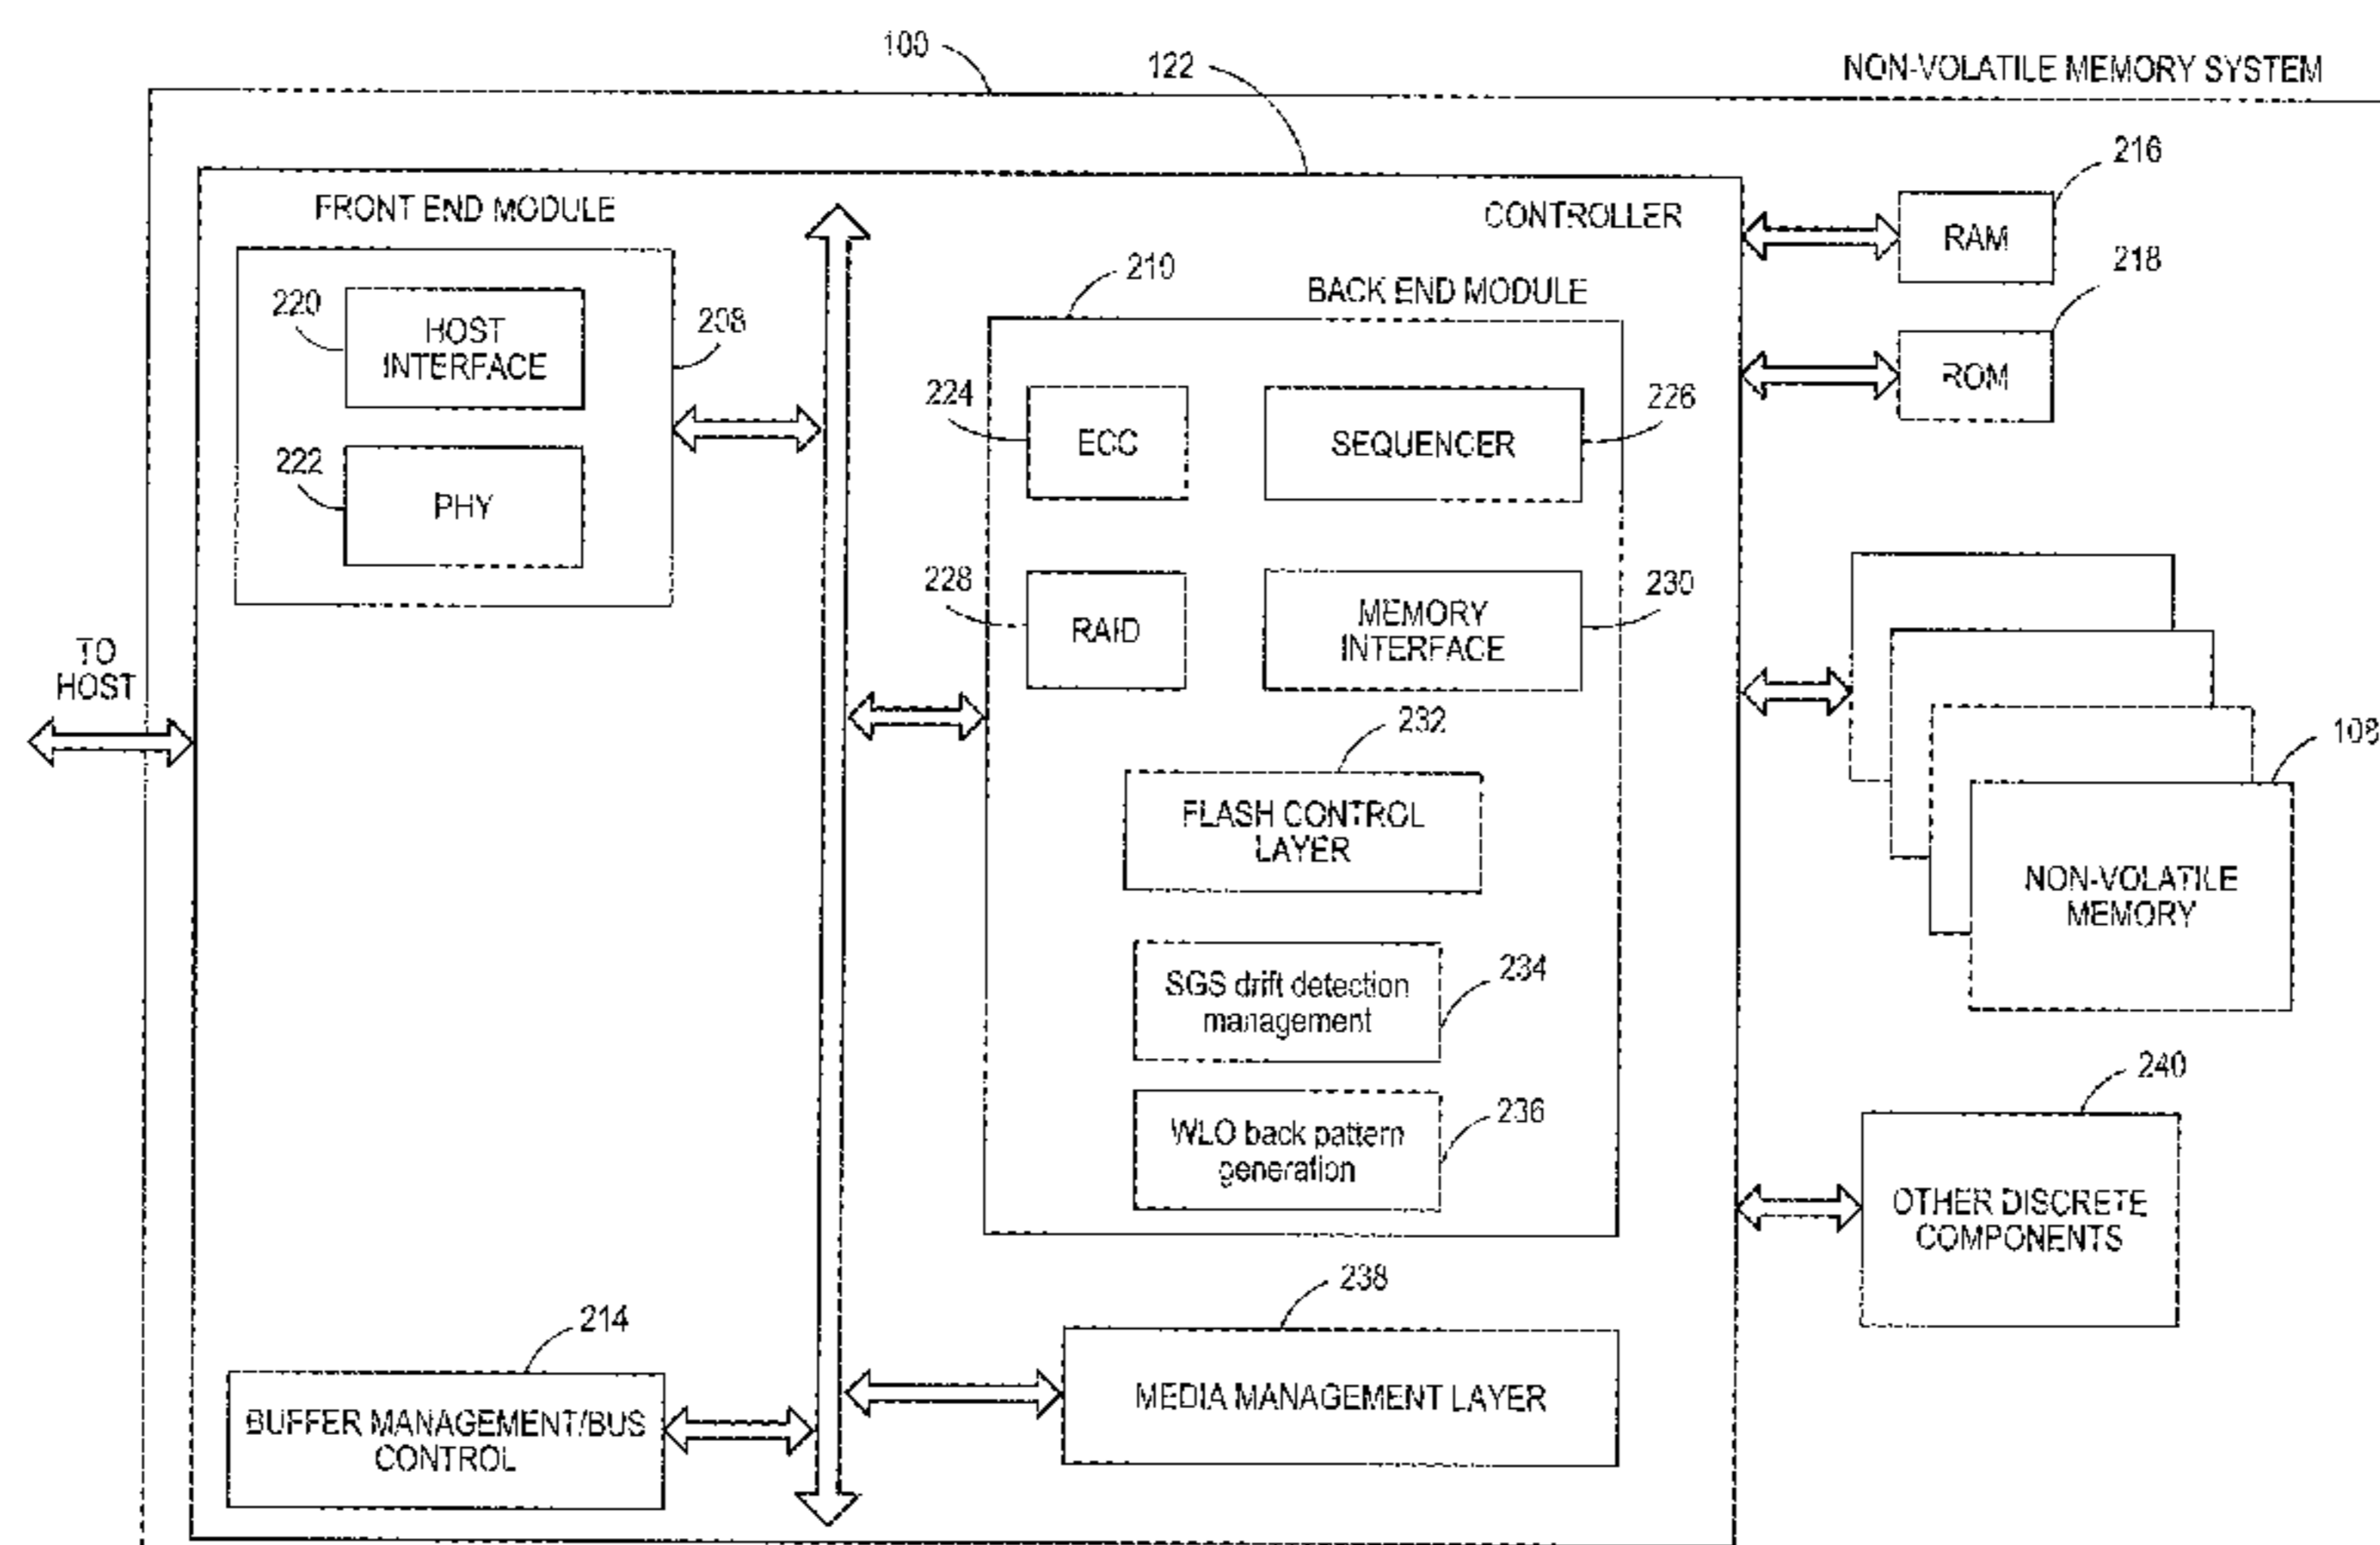 100
122
NON-VOLATILE MEMORY SYSTEM
216
FRONT END MODULE
CONTROLLER
RAM
210
218
BACK END MODULE
220
HOST
INTERFACE
208
ROM
224
226
ECC
SEQUENCER
222
PHY
228
230
RAID
MEMORY
INTERFACE
TO
HOST
232
108
FLASH CONTROL
LAYER
NON-VOLATILE
MEMORY
234
SGS drift detection
management
240
236
WLO back pattern
generation
OTHER DISCRETE
COMPONENTS
238
214
MEDIA MANAGEMENT LAYER
BUFFER MANAGEMENT/BUS
CONTROL